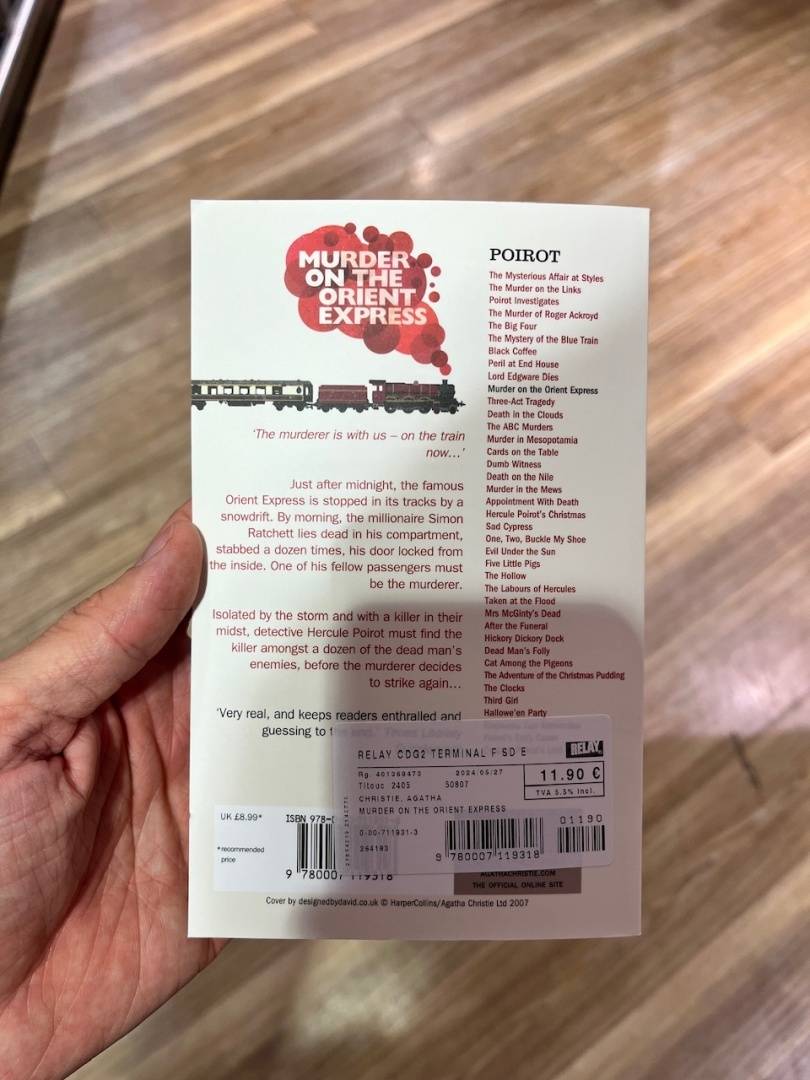 MURDER
ON THE
ORIENT
EXPRESS
'The murderer is with us – on the train
now...'
Just after midnight, the famous
Orient Express is stopped in its tracks by a
snowdrift. By morning, the millionaire Simon
Ratchett lies dead in his compartment,
stabbed a dozen times, his door locked from
the inside. One of his fellow passengers must
be the murderer.
Isolated by the storm and with a killer in their
midst, detective Hercule Poirot must find the
killer amongst a dozen of the dead man's
enemies, before the murderer decides
to strike again...
'Very real, and keeps readers enthralled and
guessing to
POIROT
The Mysterious Affair at Styles
The Murder on the Links
Poirot Investigates
The Murder of Roger Ackroyd
The Big Four
The Mystery of the Blue Train
Black Coffee
Peril at End House
Lord Edgware Dies
Murder on the Orient Express
Three-Act Tragedy
Death in the Clouds
The ABC Murders
Murder in Mesopotamia
Cards on the Table
Dumb Witness
Death on the Nile
Murder in the Mews
Appointment With Death
Hercule Poirot's Christmas
Sad Cypress
One, Two, Buckle My Shoe
Evil Under the Sun
Five Little Pigs
The Hollow
The Labours of Hercules
Taken at the Flood
Mrs McGinty's Dead
After the Funeral
Hickory Dickory Dock
Dead Man's Folly
Cat Among the Pigeons
The Adventure of the Christmas Pudding
The Clocks
Third Girl
Hallowe'en Party
RELAY CDG2 TERMINAL F SD E
RELAY
Rg. 401369473 2024/05/27
Titouc 2405 50807
11.90 €
TVA 5.5% Incl.
CHRISTIE, AGATHA
MURDER ON THE ORIENT EXPRESS
0-00-711931-3
264193
9 780007 119318
01190
UK £8.99*
*recommended
price
ISBN 978-
9 780007 119318
AGATHACHRISTIE.COM
THE OFFICIAL ONLINE SITE
Cover by designedbydavid.co.uk © HarperCollins/Agatha Christie Ltd 2007